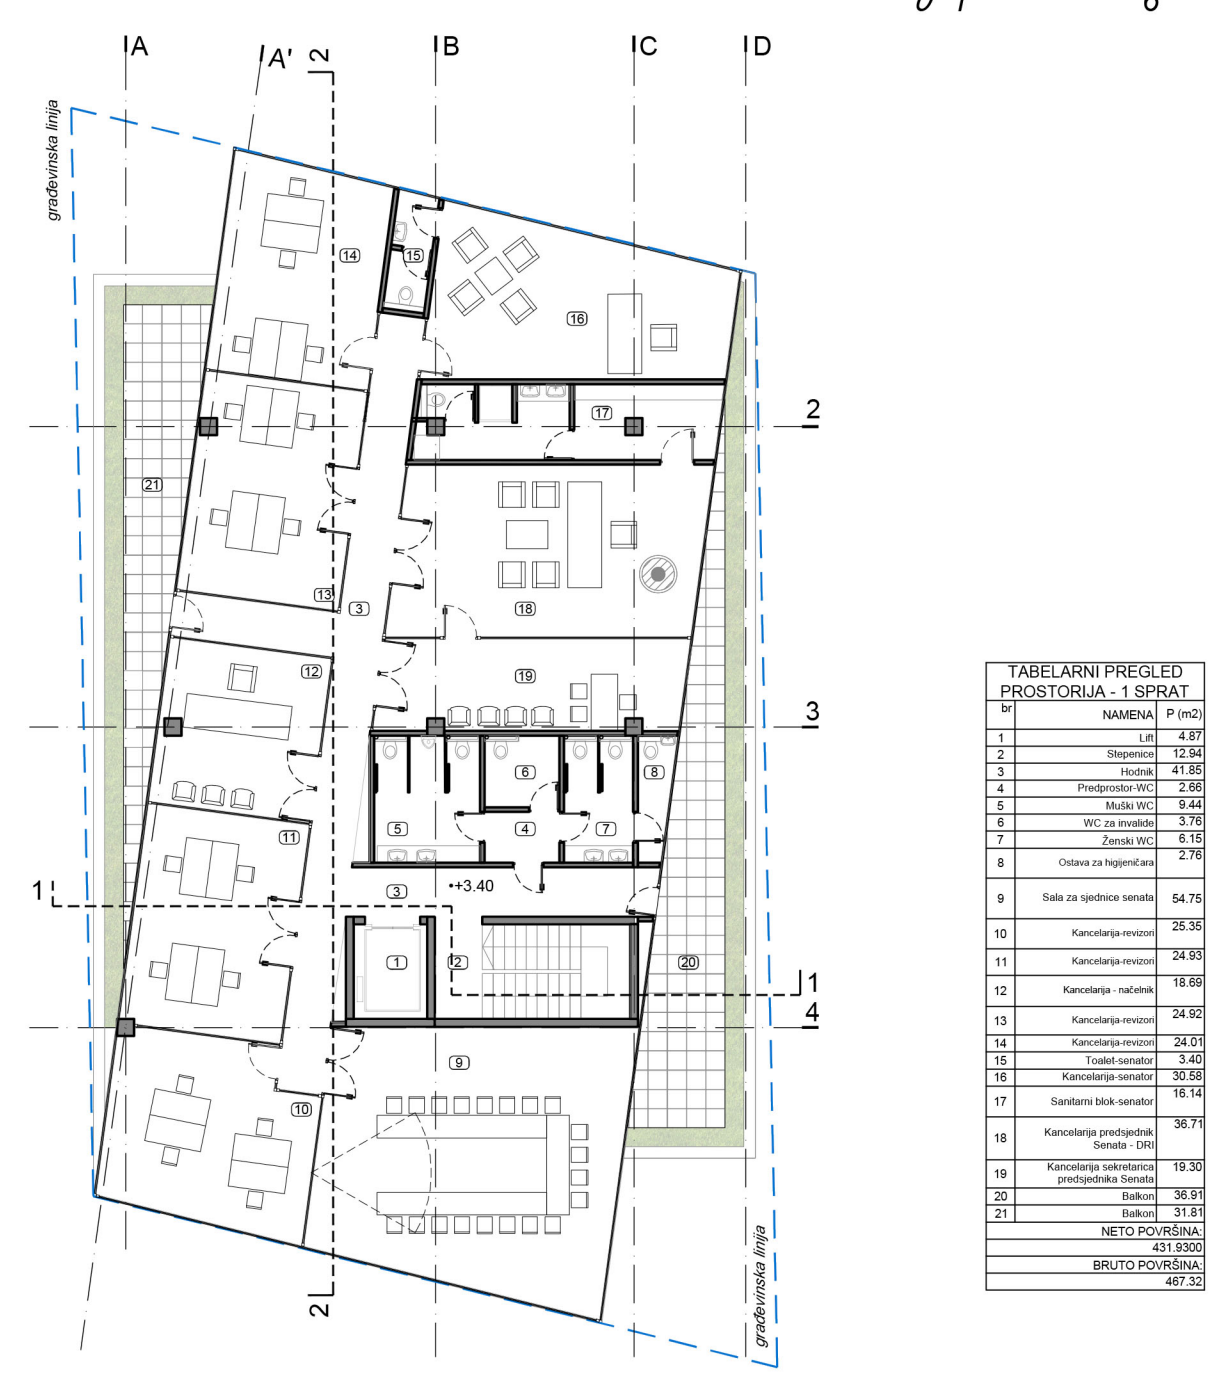 A
A'
2
B
C
D
građevinska linija
14
15
16
2
17
21
13
3
18
12
19
3
6
8
11
5
4
7
3
+3.40
1
1
2
20
1
4
9
10
građevinska linija
2
TABELARNI PREGLED
PROSTORIJA - 1 SPRAT
br NAMENA P (m2)
1 Lift 4.87
2 Stepenice 12.94
3 Hodnik 41.85
4 Predprostor-WC 2.66
5 Muški WC 9.44
6 WC za invalide 3.76
7 Ženski WC 6.15
8 Ostava za higijeničara 2.76
9 Sala za sjednice senata 54.75
10 Kancelarija-revizori 25.35
11 Kancelarija-revizori 24.93
12 Kancelarija - načelnik 18.69
13 Kancelarija-revizori 24.92
14 Kancelarija-revizori 24.01
15 Toalet-senator 3.40
16 Kancelarija-senator 30.58
17 Sanitarni blok-senator 16.14
18 Kancelarija predsjednik 36.71
Senata - DRI
19 Kancelarija sekretarica 19.30
predsjednika Senata
20 Balkon 36.91
21 Balkon 31.81
NETO POVRŠINA:
431.9300
BRUTO POVRŠINA:
467.32